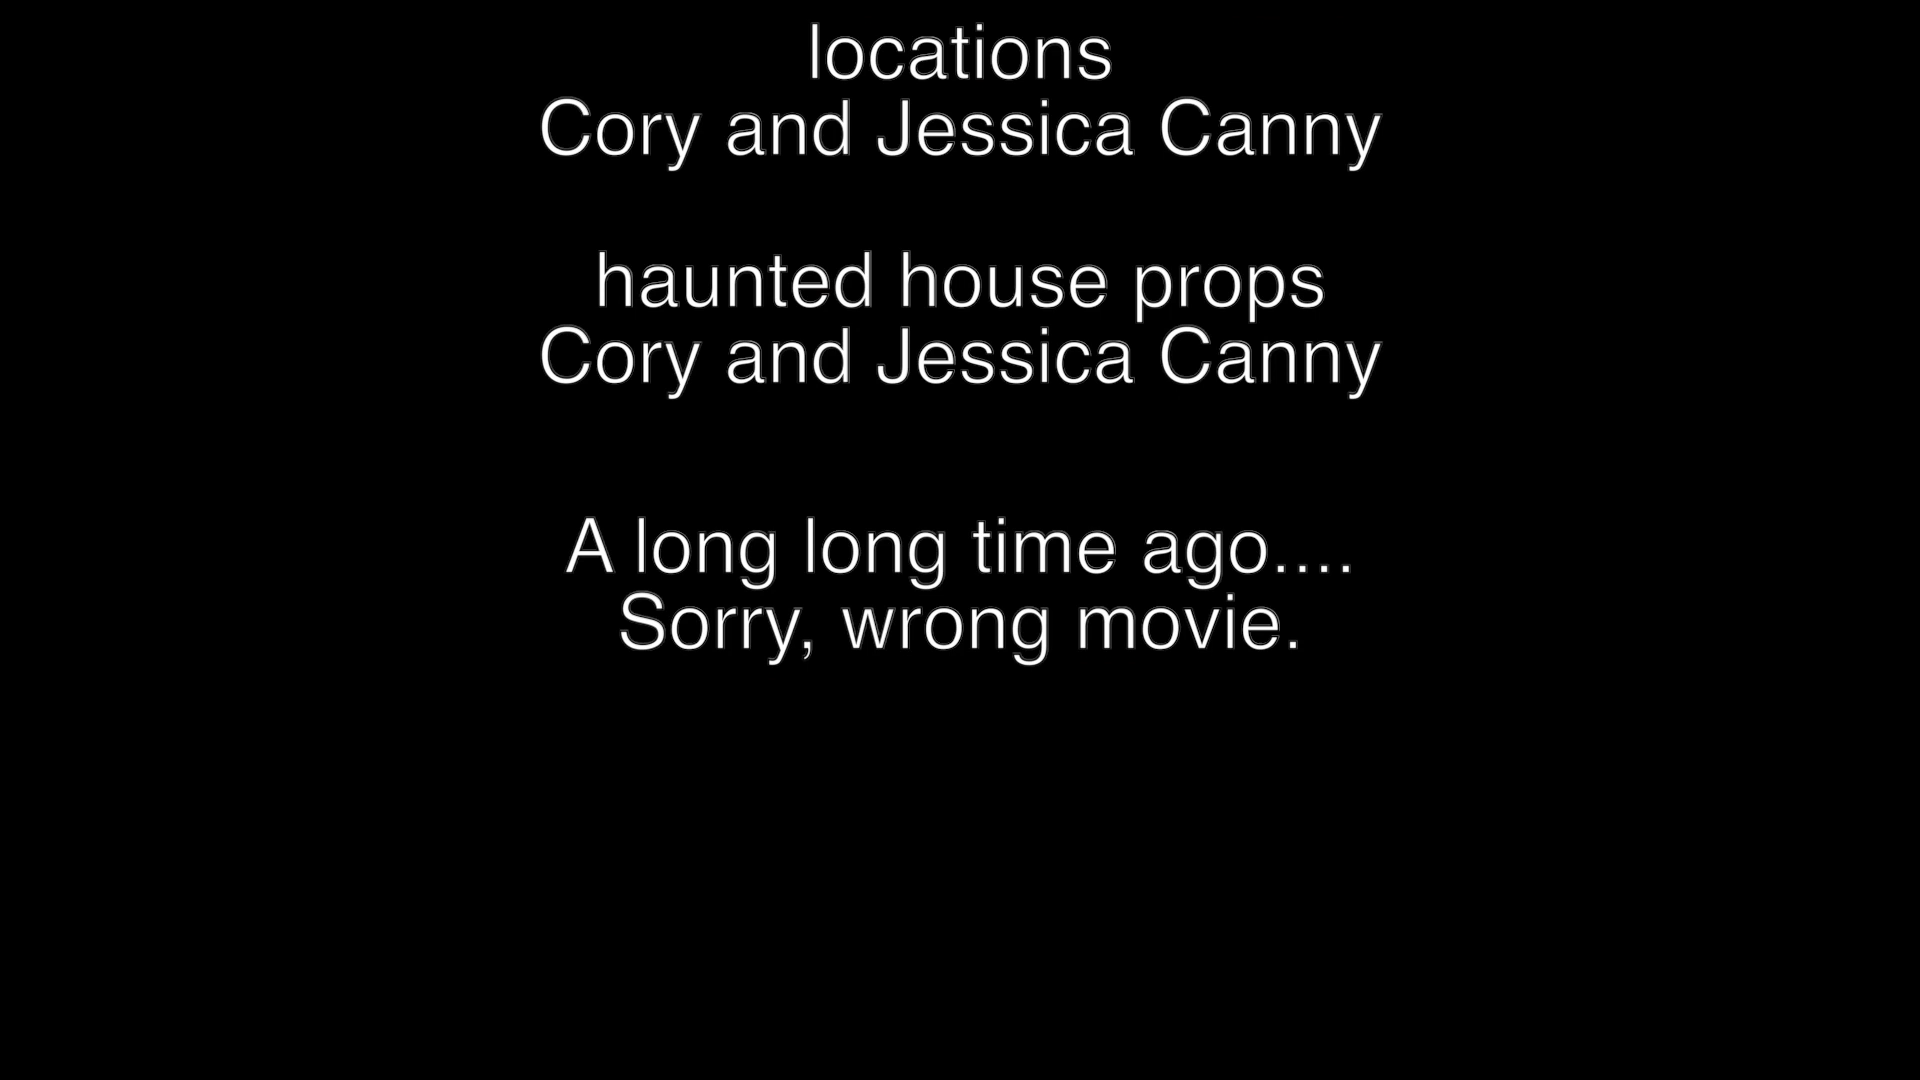 locations
Cory and Jessica Canny
haunted house props
Cory and Jessica Canny
A long long time ago....
Sorry, wrong movie.